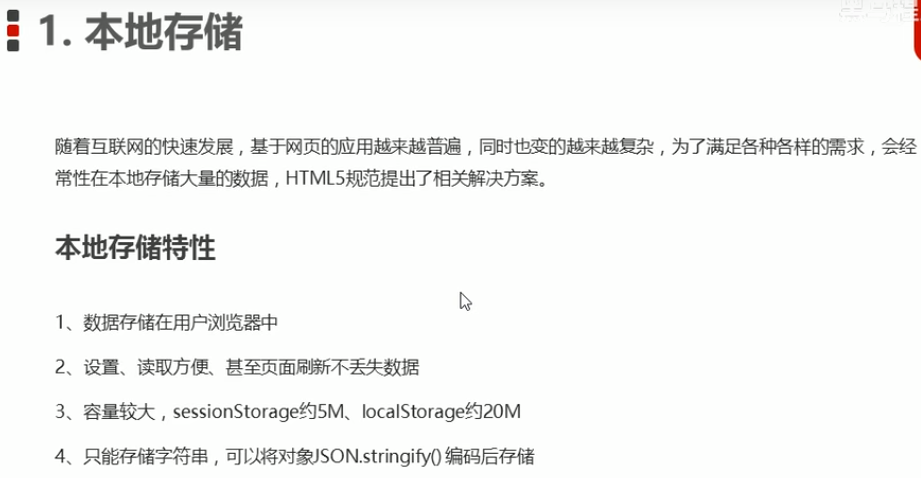 1. 本地存储
随着互联网的快速发展，基于网页的应用越来越普遍，同时也变的越来越复杂，为了满足各种各样的需求，会经
常性在本地存储大量的数据，HTML5规范提出了相关解决方案。
本地存储特性
1、数据存储在用户浏览器中
2、设置、读取方便、甚至页面刷新不丢失数据
3、容量较大，sessionStorage约5M、localStorage约20M
4、只能存储字符串，可以将对象JSON.stringify() 编码后存储